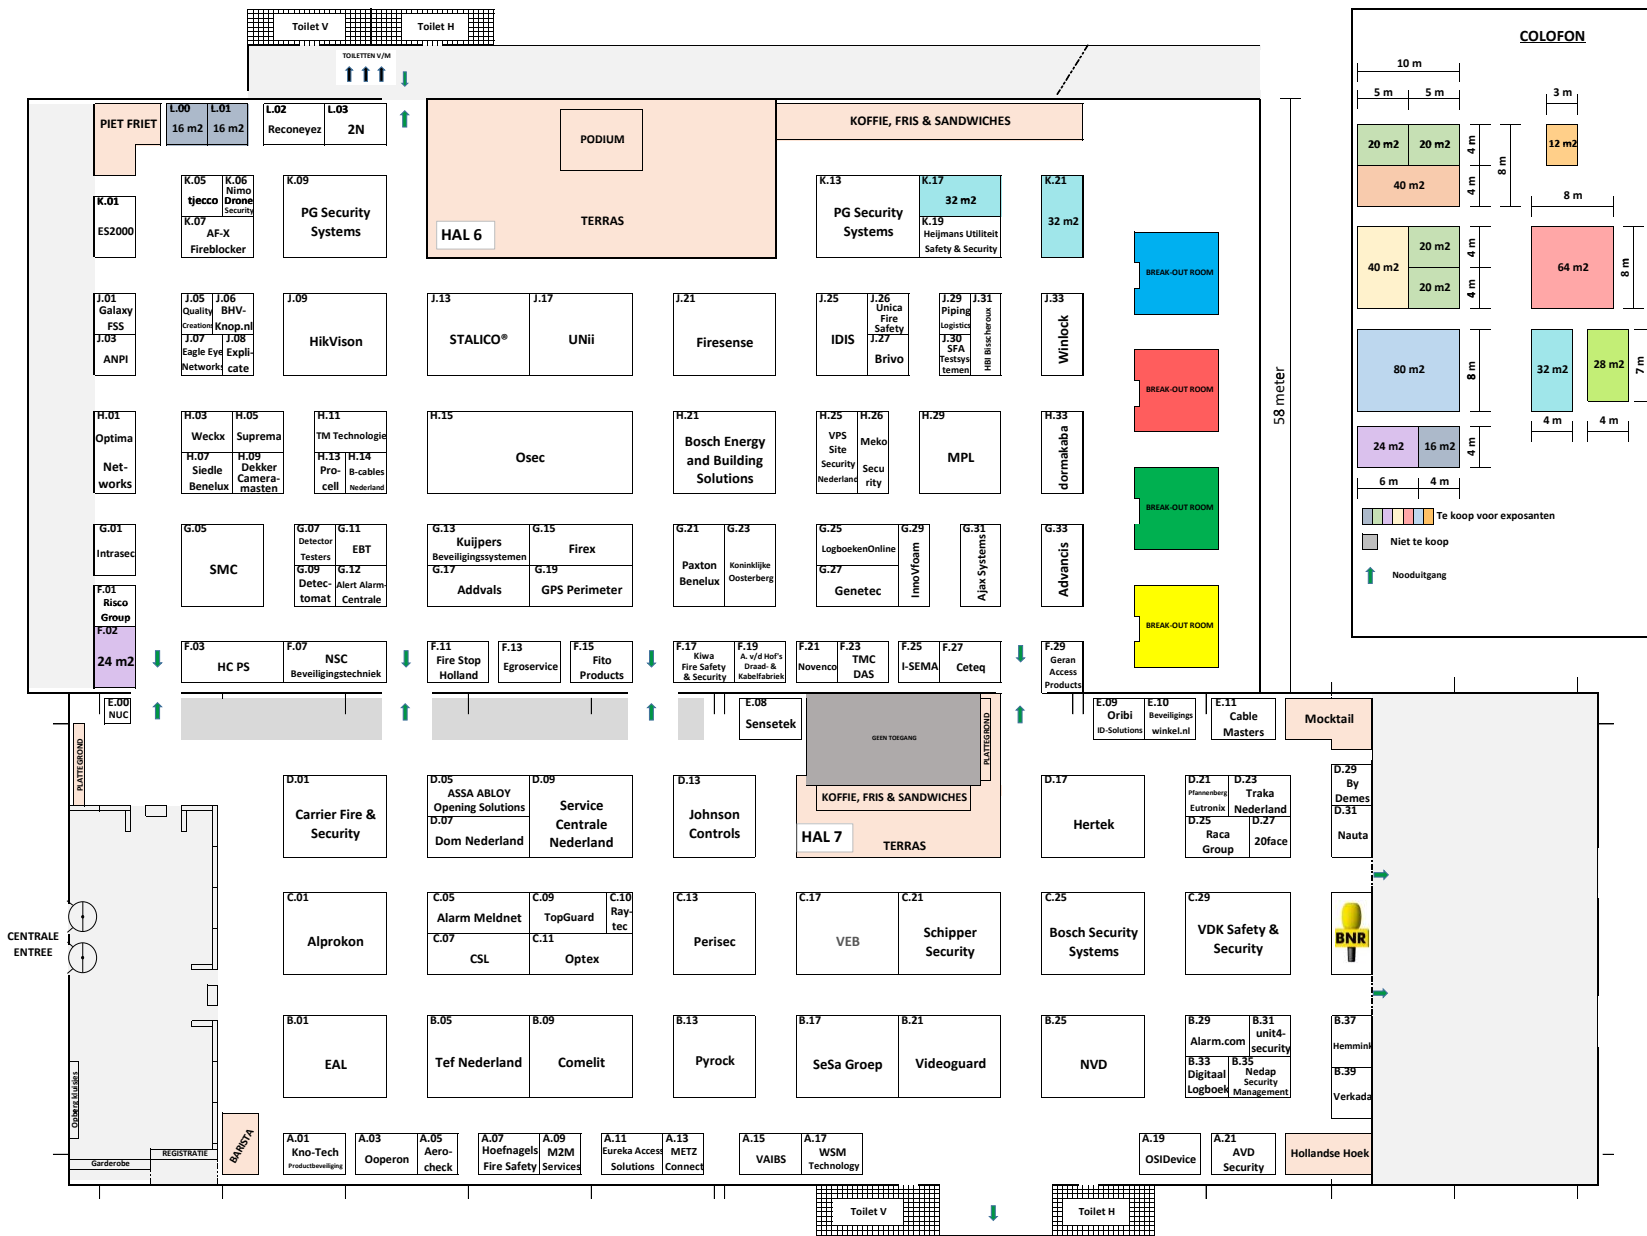 Toilet V
Toilet H
TOILETTEN V/M
PIET FRIET
L.00
16 m2
L.01
16 m2
L.02
Reconeyez
L.03
2N
PODIUM
TERRAS
HAL 6
KOFFIE, FRIS & SANDWICHES
K.01
ES2000
K.05
tjecco
K.06
Nimo
Drone
Security
K.07
AF-X
Fireblocker
K.09
PG Security
Systems
K.13
PG Security
Systems
K.17
32 m2
K.19
Heijmans Utiliteit
Safety & Security
K.21
32 m2
BREAK-OUT ROOM
J.01
Galaxy
FSS
J.03
ANPI
J.05
Quality
Creations
J.06
BHV-
Knop.nl
J.07
Eagle Eye
Networks
J.08
Expli-
cate
J.09
HikVison
J.13
STALICO®
J.17
UNii
J.21
Firesense
J.25
IDIS
J.26
Unica
Fire
Safety
J.27
Brivo
J.29
Piping
Logistics
J.30
SFA
Testsys
temen
J.31
HBI Bisscheroux
J.33
Winlock
BREAK-OUT ROOM
58 meter
H.01
Optima
Net-
works
H.03
Weckx
H.05
Suprema
H.07
Siedle
Benelux
H.09
Dekker
Camera-
masten
H.11
TM Technologie
H.13
Pro-
cell
H.14
B-cables
Nederland
H.15
Osec
H.21
Bosch Energy
and Building
Solutions
H.25
VPS
Site
Security
Nederland
H.26
Meko
Secu
rity
H.29
MPL
H.33
dormakaba
BREAK-OUT ROOM
G.01
Intrasec
G.05
SMC
G.07
Detector
Testers
G.09
Detec-
tomat
G.11
EBT
G.12
Alert Alarm-
Centrale
G.13
Kuijpers
Beveiligingssystemen
G.15
Firex
G.17
Addvals
G.19
GPS Perimeter
G.21
Paxton
Benelux
G.23
Koninklijke
Oosterberg
G.25
LogboekenOnline
G.27
Genetec
G.29
InnoVfoam
G.31
Ajax Systems
G.33
Advancis
BREAK-OUT ROOM
F.01
Risco
Group
F.02
24 m2
F.03
HC PS
F.07
NSC
Beveiligingstechniek
F.11
Fire Stop
Holland
F.13
Egroservice
F.15
Fito
Products
F.17
Kiwa
Fire Safety
& Security
F.19
A. v/d Hof's
Draad- &
Kabelfabriek
F.21
Novenco
F.23
TMC
DAS
F.25
I-SEMA
F.27
Ceteq
F.29
Geran
Access
Products
E.00
NUC
E.08
Sensetek
GEEN TOEGANG
PLATTEGROND
E.09
Oribi
ID-Solutions
E.10
Beveiligings
winkel.nl
E.11
Cable
Masters
Mocktail
PLATTEGROND
D.01
Carrier Fire &
Security
D.05
ASSA ABLOY
Opening Solutions
D.07
Dom Nederland
D.09
Service
Centrale
Nederland
D.13
Johnson
Controls
KOFFIE, FRIS & SANDWICHES
HAL 7
TERRAS
D.17
Hertek
D.21
Pfannenberg
Eutronix
D.23
Traka
Nederland
D.25
Raca
Group
D.27
20face
D.29
By
Demes
D.31
Nauta
CENTRALE
ENTREE
C.01
Alprokon
C.05
Alarm Meldnet
C.07
CSL
C.09
TopGuard
C.10
Ray-
tec
C.11
Optex
C.13
Perisec
C.17
VEB
C.21
Schipper
Security
C.25
Bosch Security
Systems
C.29
VDK Safety &
Security
BNR
B.01
EAL
B.05
Tef Nederland
B.09
Comelit
B.13
Pyrock
B.17
SeSa Groep
B.21
Videoguard
B.25
NVD
B.29
Alarm.com
B.31
unit4-
security
B.33
Digitaal
Logboek
B.35
Nedap
Security
Management
B.37
Hemmink
B.39
Verkada
Opberg kluisjes
Garderobe
REGISTRATIE
BARISTA
A.01
Kno-Tech
Productbeveiliging
A.03
Ooperon
A.05
Aero-
check
A.07
Hoefnagels
Fire Safety
A.09
M2M
Services
A.11
Eureka Access
Solutions
A.13
METZ
Connect
A.15
VAIBS
A.17
WSM
Technology
A.19
OSIDevice
A.21
AVD
Security
Hollandse Hoek
Toilet V
Toilet H
COLOFON
10 m
5 m
5 m
3 m
20 m2
20 m2
4 m
8 m
12 m2
40 m2
4 m
8 m
40 m2
20 m2
4 m
64 m2
8 m
20 m2
4 m
80 m2
8 m
32 m2
28 m2
7 m
4 m
4 m
24 m2
16 m2
4 m
6 m
4 m
Te koop voor exposanten
Niet te koop
Nooduitgang